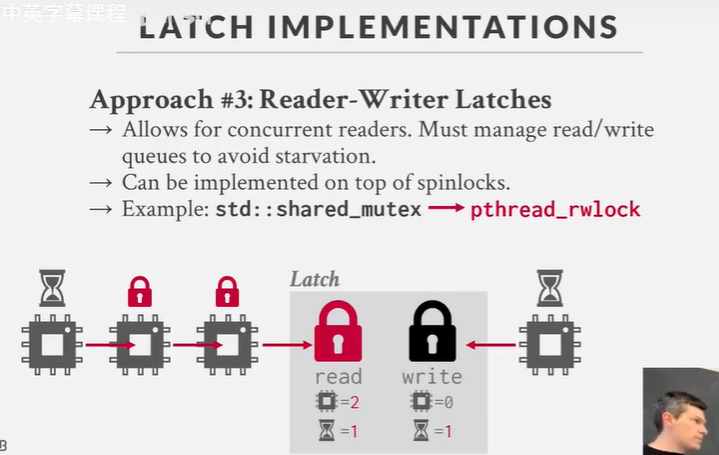 中英字幕课程
LATCH IMPLEMENTATIONS
Approach #3: Reader-Writer Latches
→ Allows for concurrent readers. Must manage read/write
queues to avoid starvation.
→ Can be implemented on top of spinlocks.
→ Example: std::shared_mutex → pthread_rwlock
Latch
read write
=2 =0
=1 =1
B